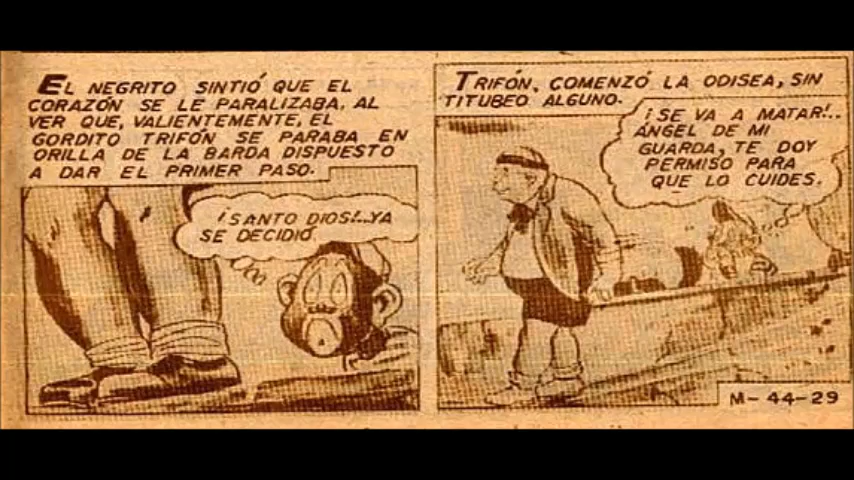 EL NEGRITO SINTIÓ QUE EL
CORAZÓN SE LE PARALIZABA, AL
VER QUE, VALIENTEMENTE, EL
GORDITO TRIFÓN SE PARABA EN
ORILLA DE LA BARDA DISPUESTO
A DAR EL PRIMER PASO.
¡SANTO DIOS!..YA
SE DECIDIÓ
TRIFÓN, COMENZÓ LA ODISEA, SIN
TITUBEO ALGUNO.
¡SE VA A MATAR!..
ÁNGEL DE MI
GUARDA, TE DOY
PERMISO PARA
QUE LO CUIDES.
M-44-29